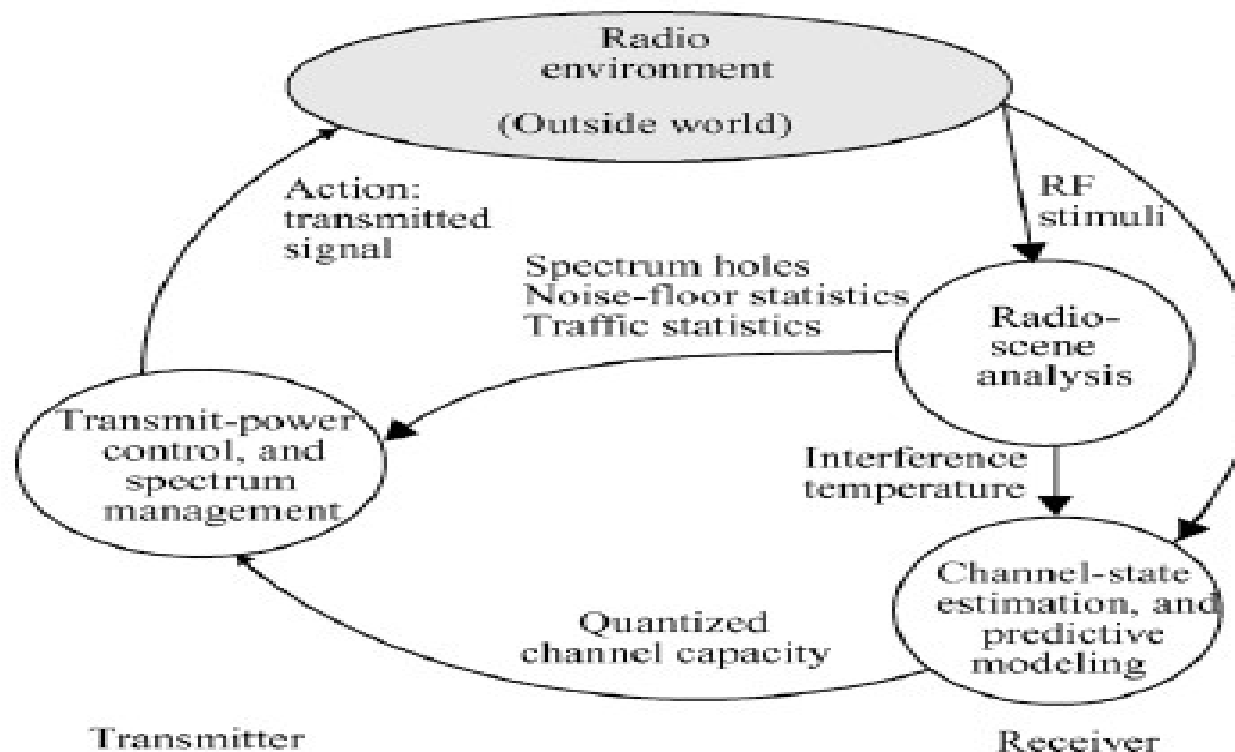 Radio
environment
(Outside world)
Action:
transmitted
signal
RF
stimuli
Spectrum holes
Noise-floor statistics
Traffic statistics
Radio-
scene
analysis
Transmit-power
control, and
spectrum
management
Interference
temperature
Channel-state
estimation, and
predictive
modeling
Quantized
channel capacity
Transmitter
Receiver